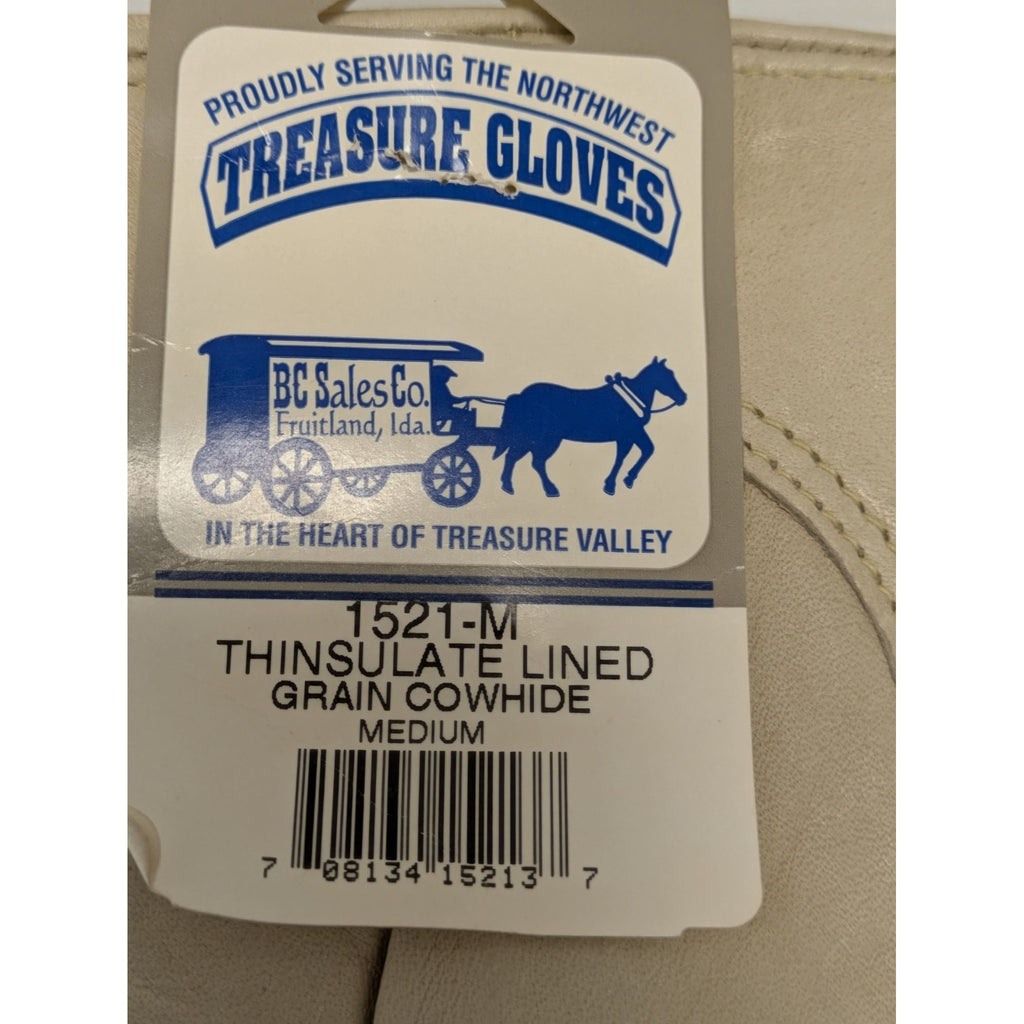 PROUDLY SERVING THE NORTHWEST
TREASURE GLOVES
BC Sales Co.
Fruitland, Ida.
IN THE HEART OF TREASURE VALLEY
1521-M
THINSULATE LINED
GRAIN COWHIDE
MEDIUM
7 08134 15213 7